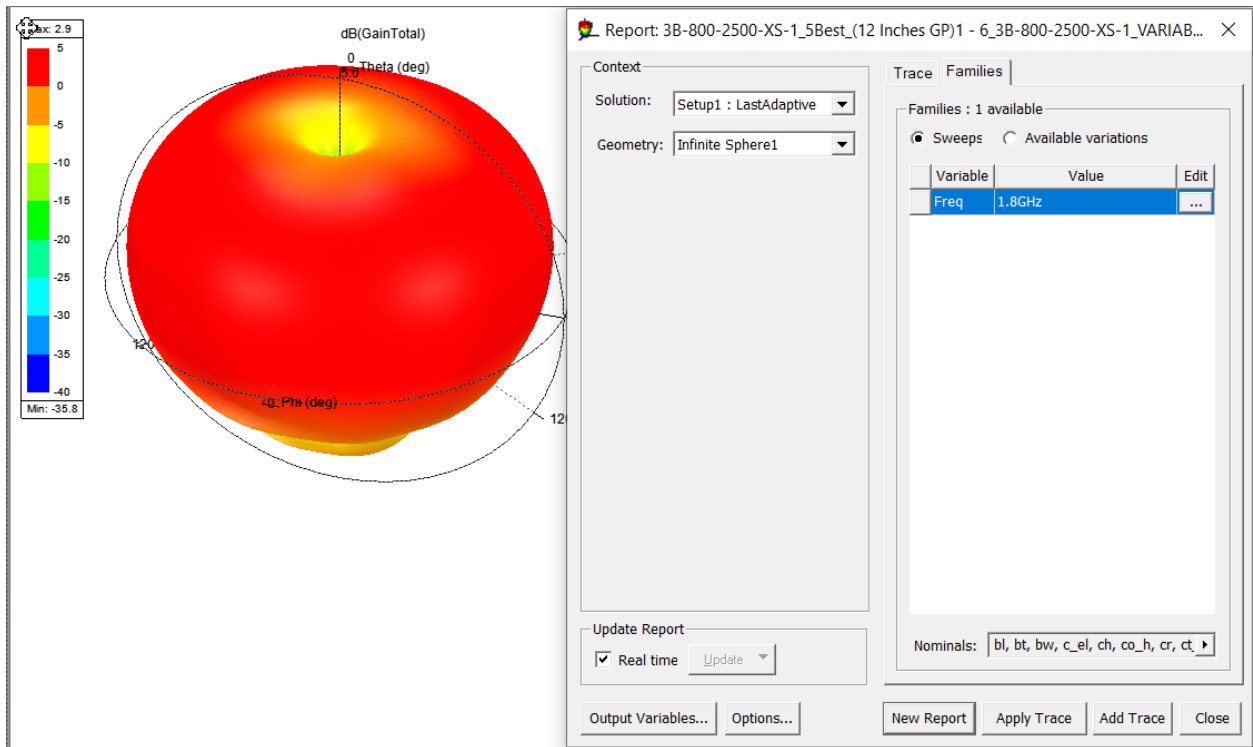 Max: 2.9
5
0
-5
-10
-15
-20
-25
-30
-35
-40
Min: -35.8
dB(GainTotal)
0
5.0
Theta (deg)
120
Phi (deg)
120
Report: 3B-800-2500-XS-1_5Best_(12 Inches GP)1 - 6_3B-800-2500-XS-1_VARIAB...
Context
Solution: Setup1 : LastAdaptive
Geometry: Infinite Sphere1
Update Report
Real time Update
Output Variables... Options...
Trace Families
Families : 1 available
Sweeps Available variations
Variable Value Edit
Freq 1.8GHz ...
Nominals: bl, bt, bw, c_el, ch, co_h, cr, ct_
New Report Apply Trace Add Trace Close